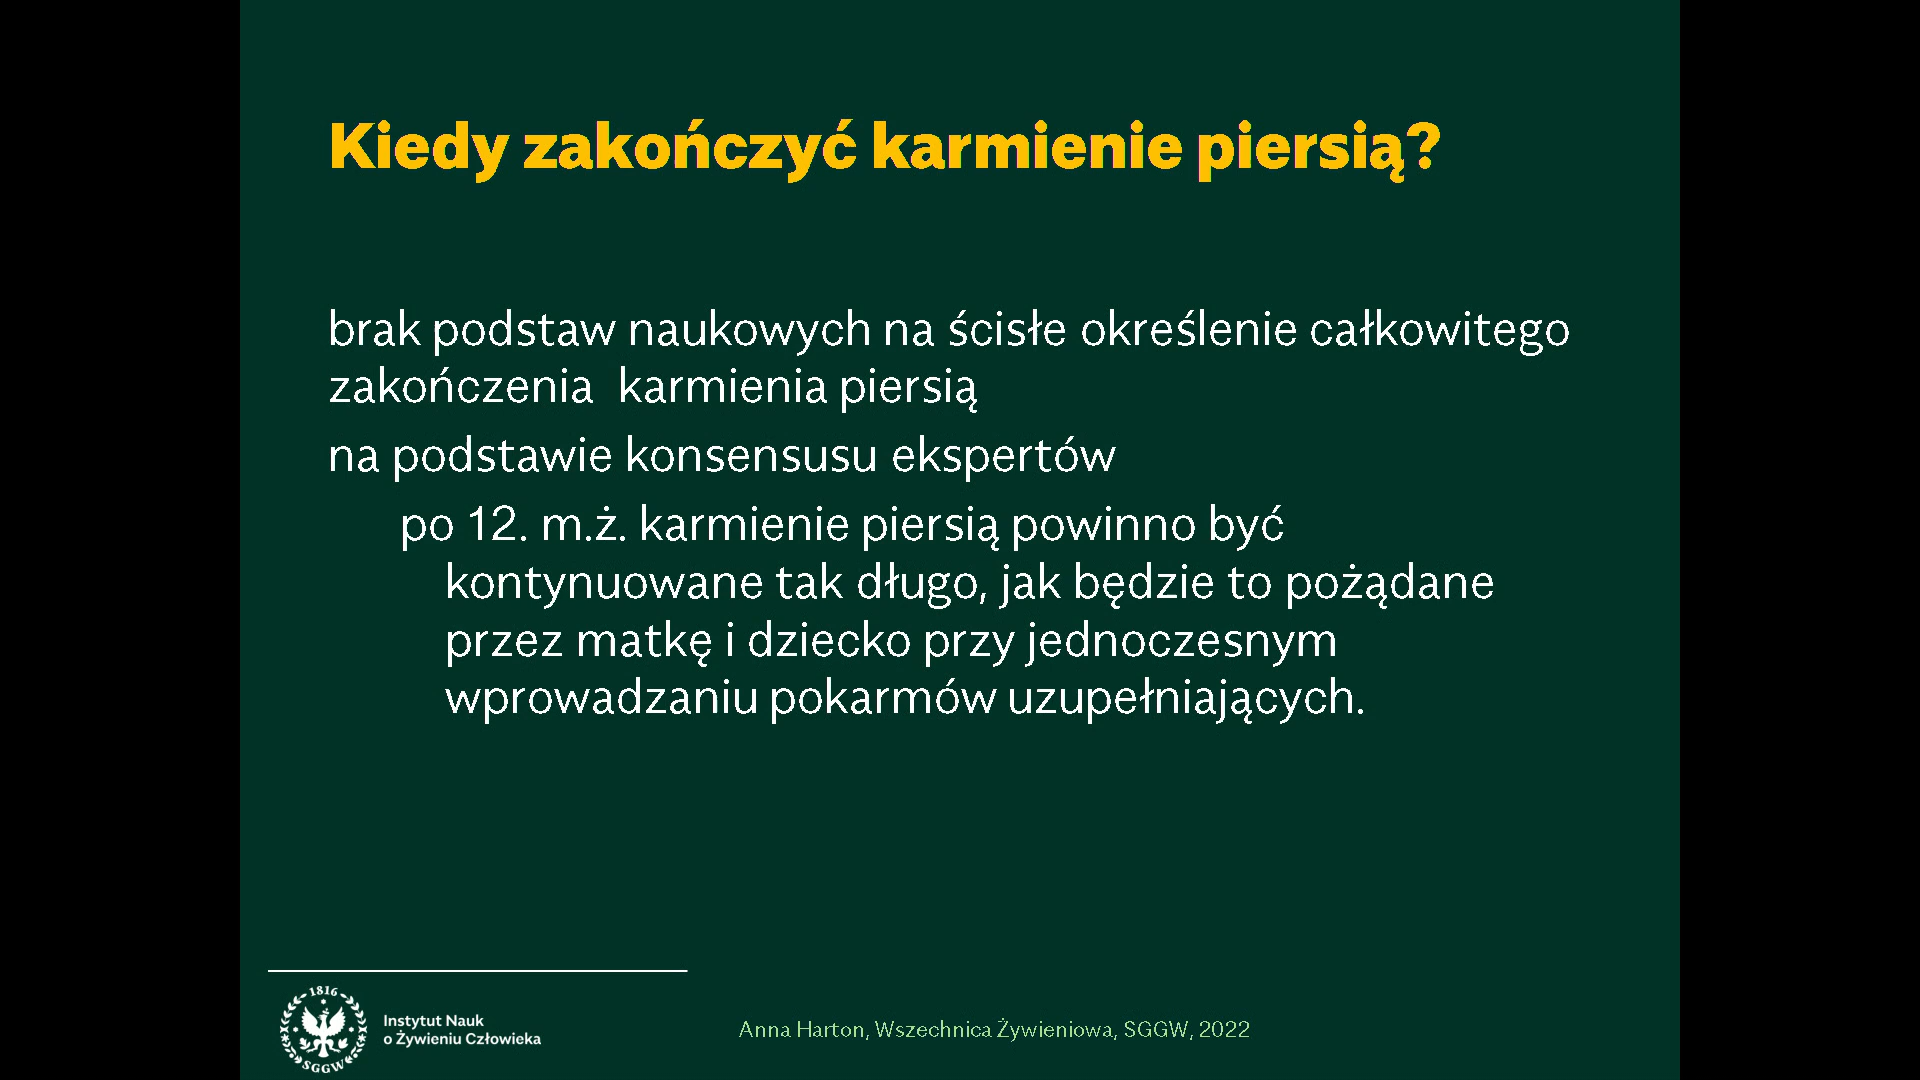 Kiedy zakończyć karmienie piersią?
brak podstaw naukowych na ścisłe określenie całkowitego
zakończenia  karmienia piersią
na podstawie konsensusu ekspertów
po 12. m.ż. karmienie piersią powinno być
kontynuowane tak długo, jak będzie to pożądane
przez matkę i dziecko przy jednoczesnym
wprowadzaniu pokarmów uzupełniających.
1816
SGGW
Instytut Nauk
o Żywieniu Człowieka
Anna Harton, Wszechnica Żywieniowa, SGGW, 2022